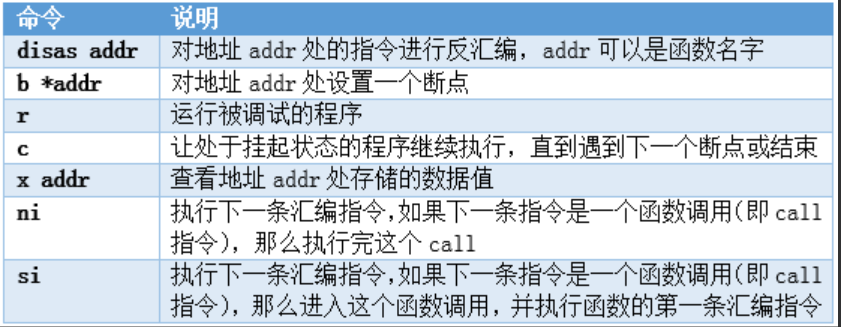 命令 说明
disas addr 对地址 addr 处的指令进行反汇编，addr 可以是函数名字
b *addr 对地址 addr 处设置一个断点
r 运行被调试的程序
c 让处于挂起状态的程序继续执行，直到遇到下一个断点或结束
x addr 查看地址 addr 处存储的数据值
ni 执行下一条汇编指令,如果下一条指令是一个函数调用(即 call
指令)，那么执行完这个 call
si 执行下一条汇编指令,如果下一条指令是一个函数调用(即 call
指令)，那么进入这个函数调用，并执行函数的第一条汇编指令